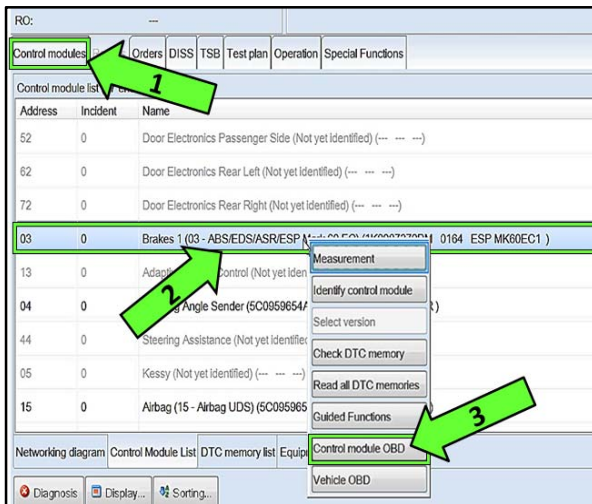 RO: ---
Control modules Orders DISS TSB Test plan Operation Special Functions
1
Control module list
Address Incident Name
52 0 Door Electronics Passenger Side (Not yet identified) (--- --- ---)
62 0 Door Electronics Rear Left (Not yet identified) (--- --- ---)
72 0 Door Electronics Rear Right (Not yet identified) (--- --- ---)
03 0 Brakes 1 (03 - ABS/EDS/ASR/ESP 0164 ESP MK60EC1 )
Measurement
2
13 0 Control (Not yet
Identify control module
04 0 Angle Sender (5C0959654
Select version
44 0 Steering Assistance (Not yet
Check DTC memory
05 0 Kessy (Not yet identified) (--- --- ---)
Read all DTC memories
15 0 Airbag (15 - Airbag UDS) (5C095965
Guided Functions
3
Networking diagram Control Module List DTC memory list
Control module OBD
Vehicle OBD
Diagnosis Display... Sorting...